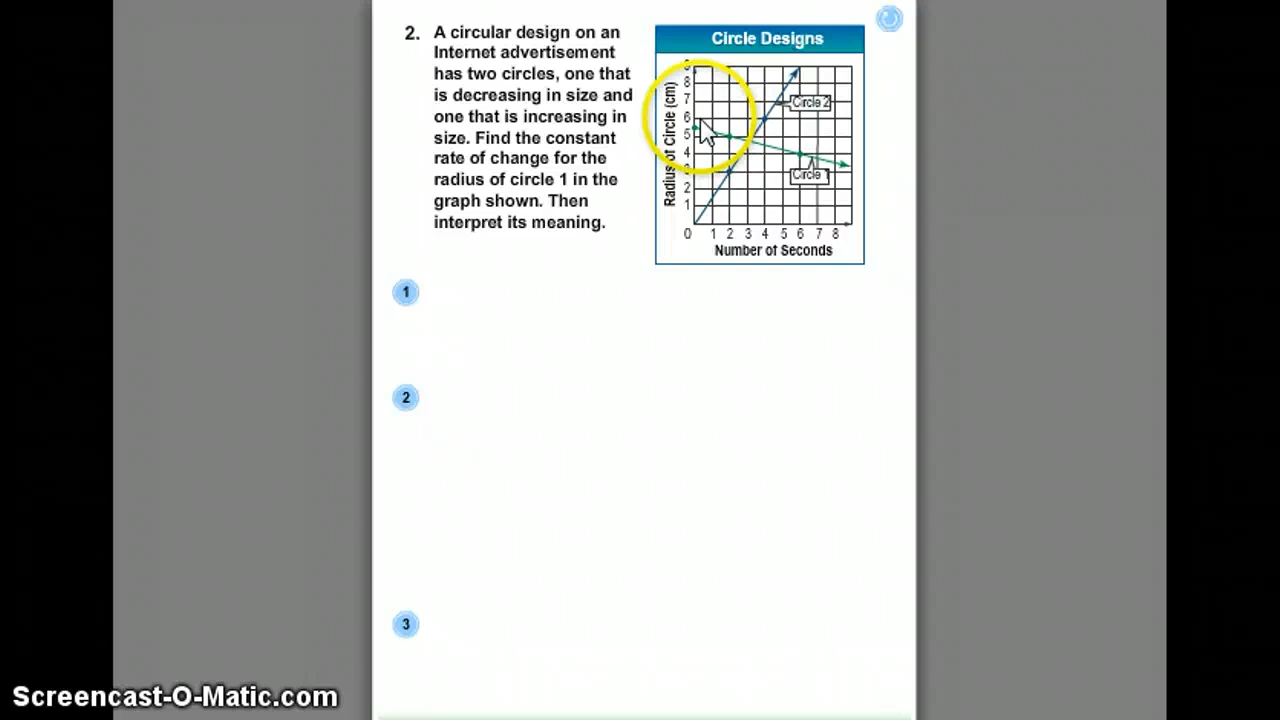 2. A circular design on an
Internet advertisement
has two circles, one that
is decreasing in size and
one that is increasing in
size. Find the constant
rate of change for the
radius of circle 1 in the
graph shown. Then
interpret its meaning.
Circle Designs
Radius of Circle (cm)
9
8
7
6
5
4
3
2
1
0 1 2 3 4 5 6 7 8
Number of Seconds
Circle 2
Circle 1
1
2
3
Screencast-O-Matic.com